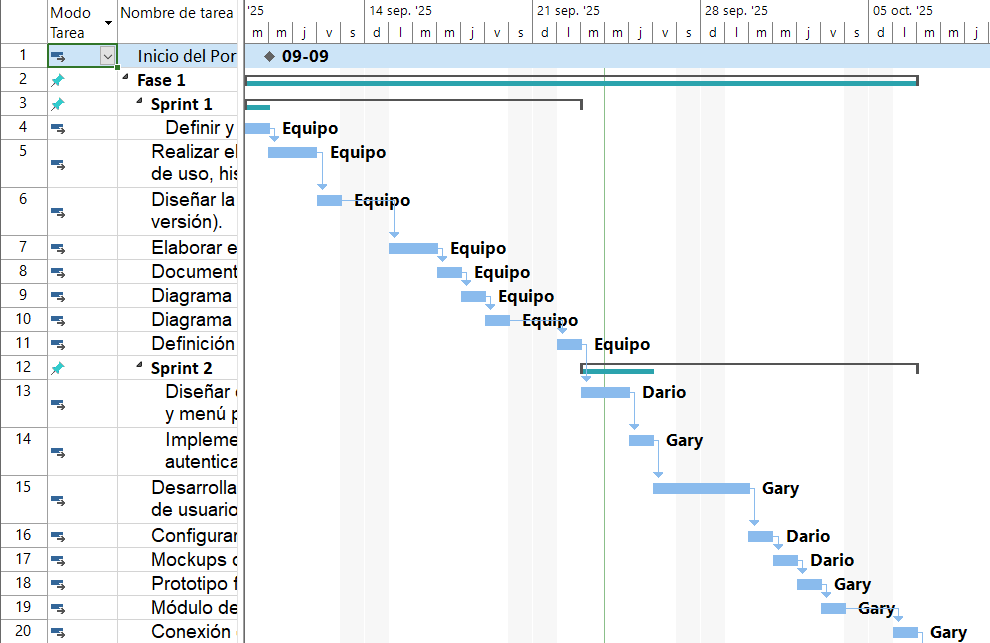 Modo Tarea
Nombre de tarea
'25
14 sep. '25
21 sep. '25
28 sep. '25
05 oct. '25
m m j v s d l m m j v s d l m m j v s d l m m j v s d l m m j
1 Inicio del Por 09-09
2 Fase 1
3 Sprint 1
4 Definir y Equipo
5 Realizar el Equipo
de uso, his
6 Diseñar la Equipo
versión).
7 Elaborar e Equipo
8 Document Equipo
9 Diagrama Equipo
10 Diagrama Equipo
11 Definición Equipo
12 Sprint 2
13 Diseñar Dario
y menú p
14 Impleme Gary
autentica
15 Desarrolla Gary
de usuario
16 Configurar Dario
17 Mockups Dario
18 Prototipo f Gary
19 Módulo de Gary
20 Conexión Gary